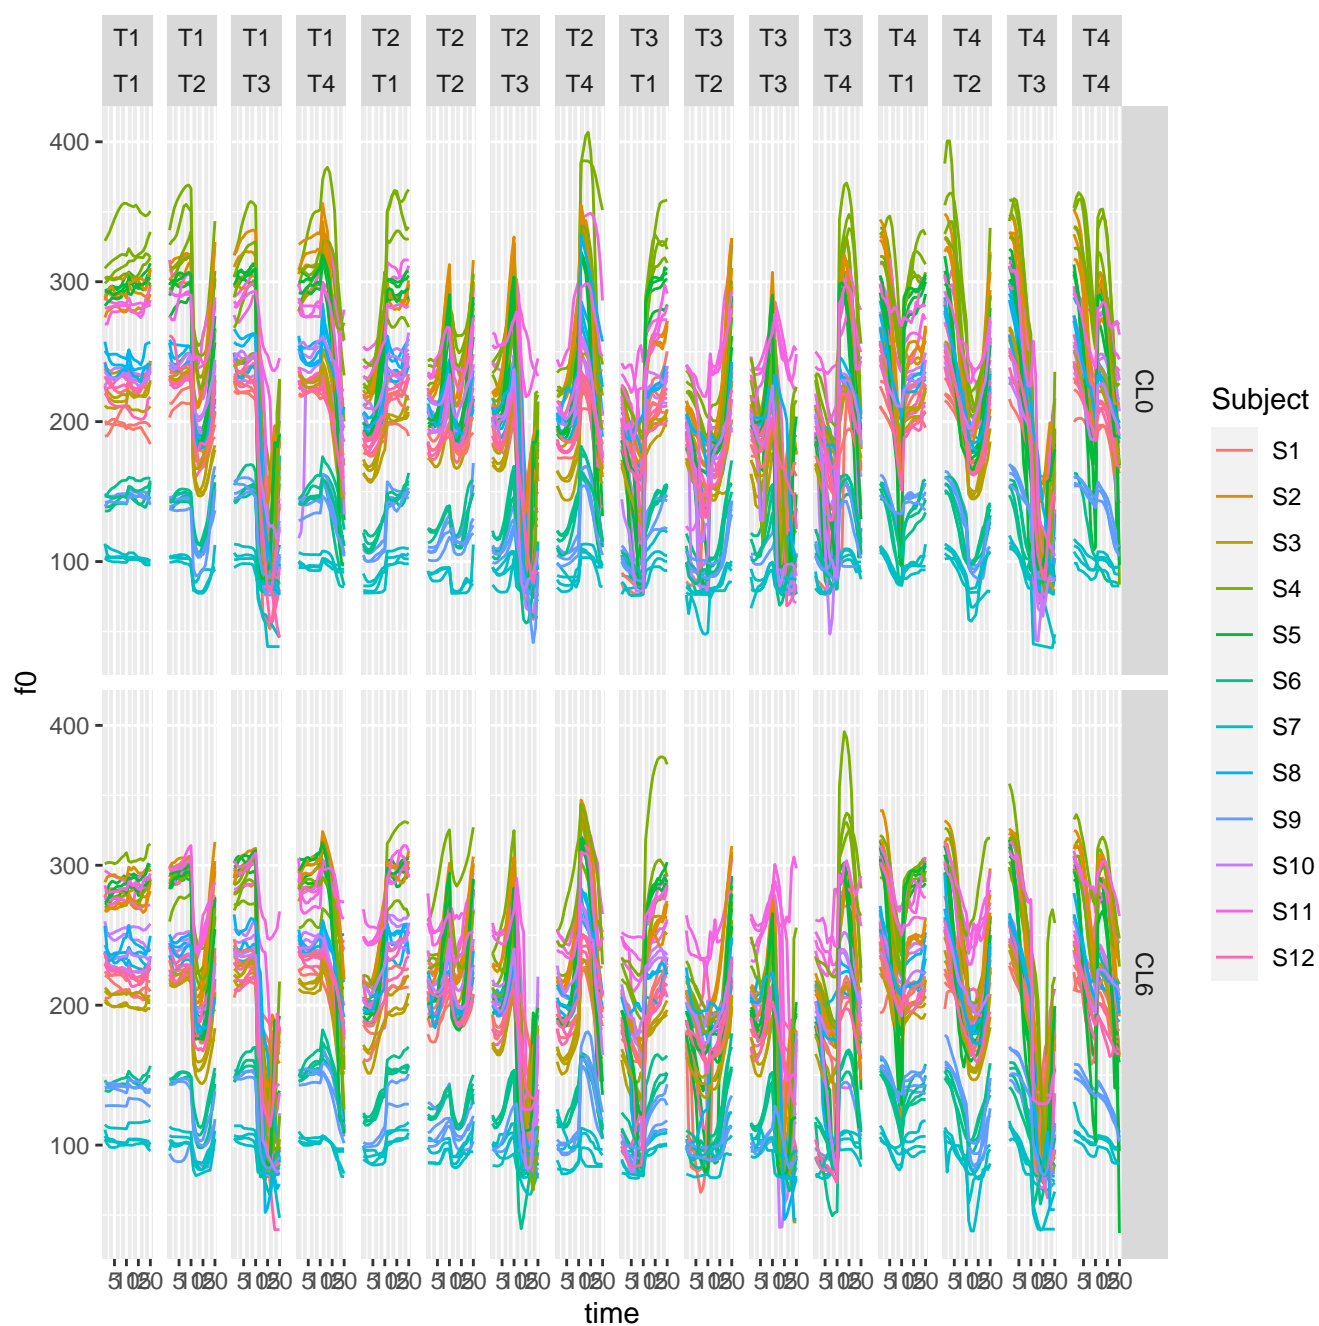 T1 T1 T1 T1 T2 T2 T2 T2 T3 T3 T3 T3 T4 T4 T4 T4
T1 T2 T3 T4 T1 T2 T3 T4 T1 T2 T3 T4 T1 T2 T3 T4
400
300
200
100
CL0
f0
400
300
200
100
CL6
time
Subject
S1
S2
S3
S4
S5
S6
S7
S8
S9
S10
S11
S12